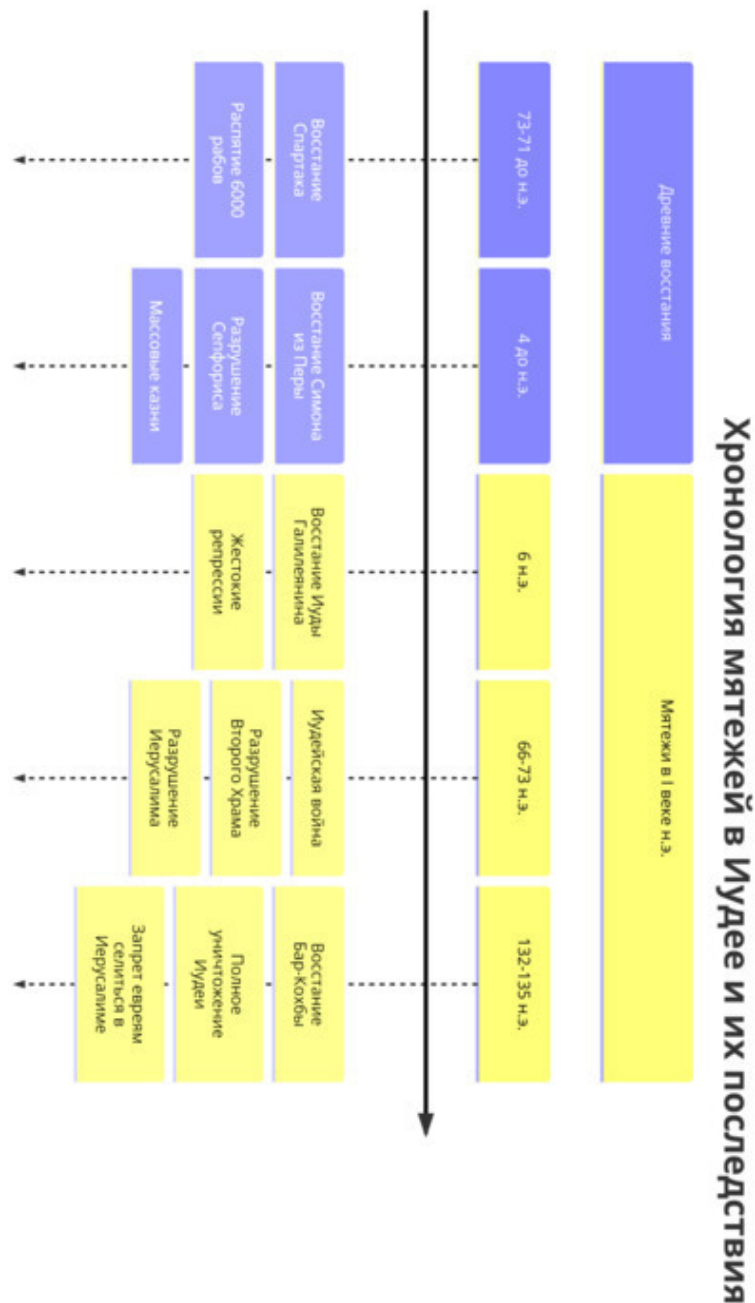 Хронология мятежей в Иудее и их последствия
Древние восстания
Мятежи в I веке н.э.
73-71 до н.э.
4 до н.э.
6 н.э.
66-73 н.э.
132-135 н.э.
Восстание
Спартака
Распятие 6000
рабов
Восстание Симона
из Перы
Разрушение
Сепфориса
Массовые казни
Восстание Иуды
Галилеянина
Жестокие
репрессии
Иудейская война
Разрушение
Второго Храма
Разрушение
Иерусалима
Восстание
Бар-Кохбы
Полное
уничтожение
Иудеи
Запрет евреям
селиться в
Иерусалиме